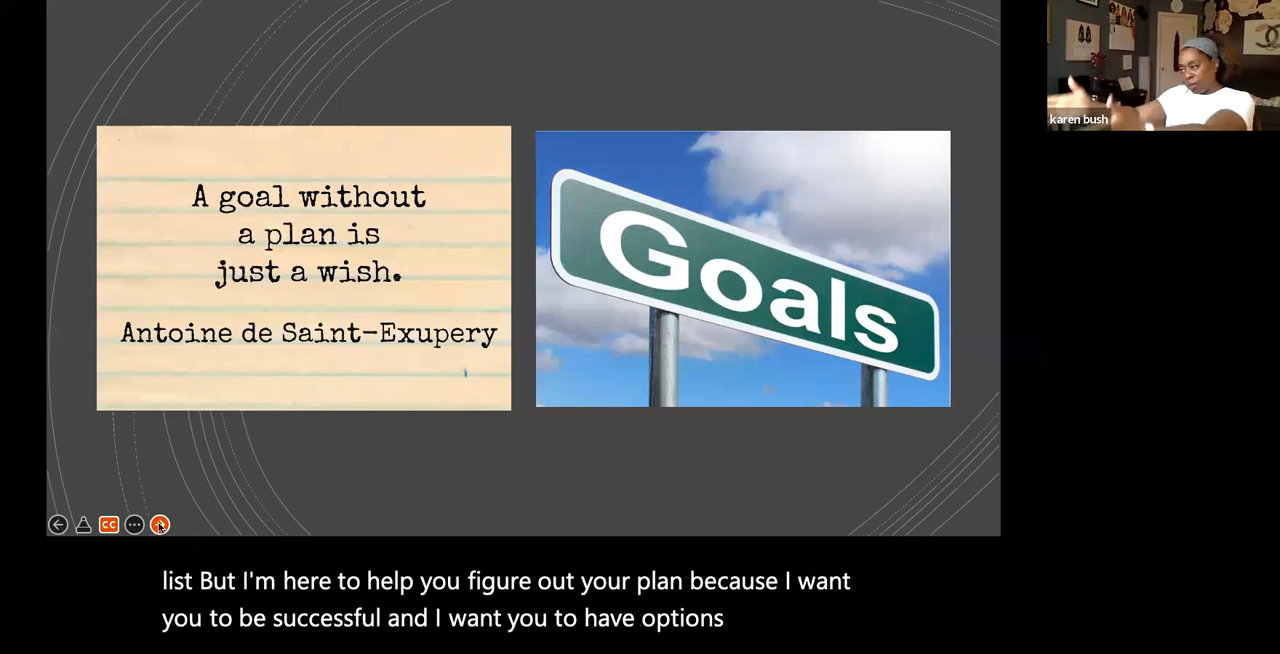 A goal without
a plan is
just a wish.
Antoine de Saint-Exupery
Goals
karen bush
CC
list But I'm here to help you figure out your plan because I want
you to be successful and I want you to have options